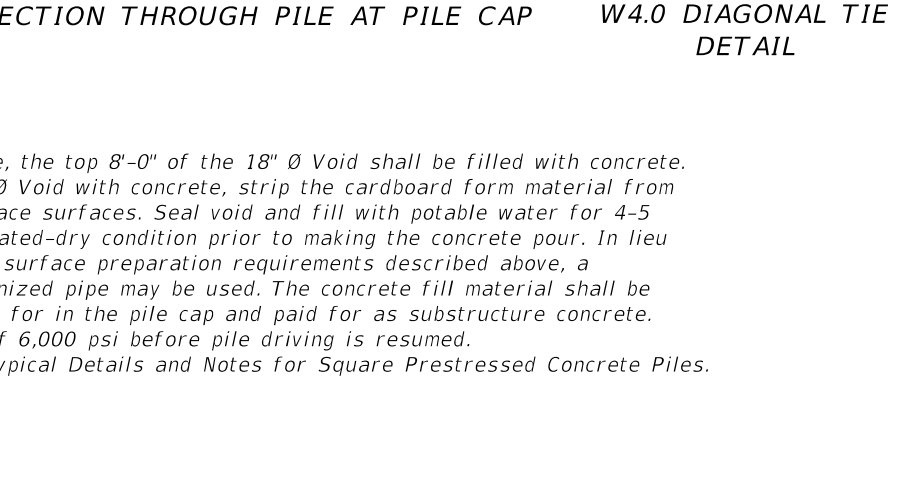 ECTION THROUGH PILE AT PILE CAP
W4.0 DIAGONAL TIE
DETAIL
e, the top 8'-0" of the 18" Ø Void shall be filled with concrete.
Ø Void with concrete, strip the cardboard form material from
ace surfaces. Seal void and fill with potable water for 4-5
ated-dry condition prior to making the concrete pour. In lieu
surface preparation requirements described above, a
nized pipe may be used. The concrete fill material shall be
for in the pile cap and paid for as substructure concrete.
f 6,000 psi before pile driving is resumed.
ypical Details and Notes for Square Prestressed Concrete Piles.